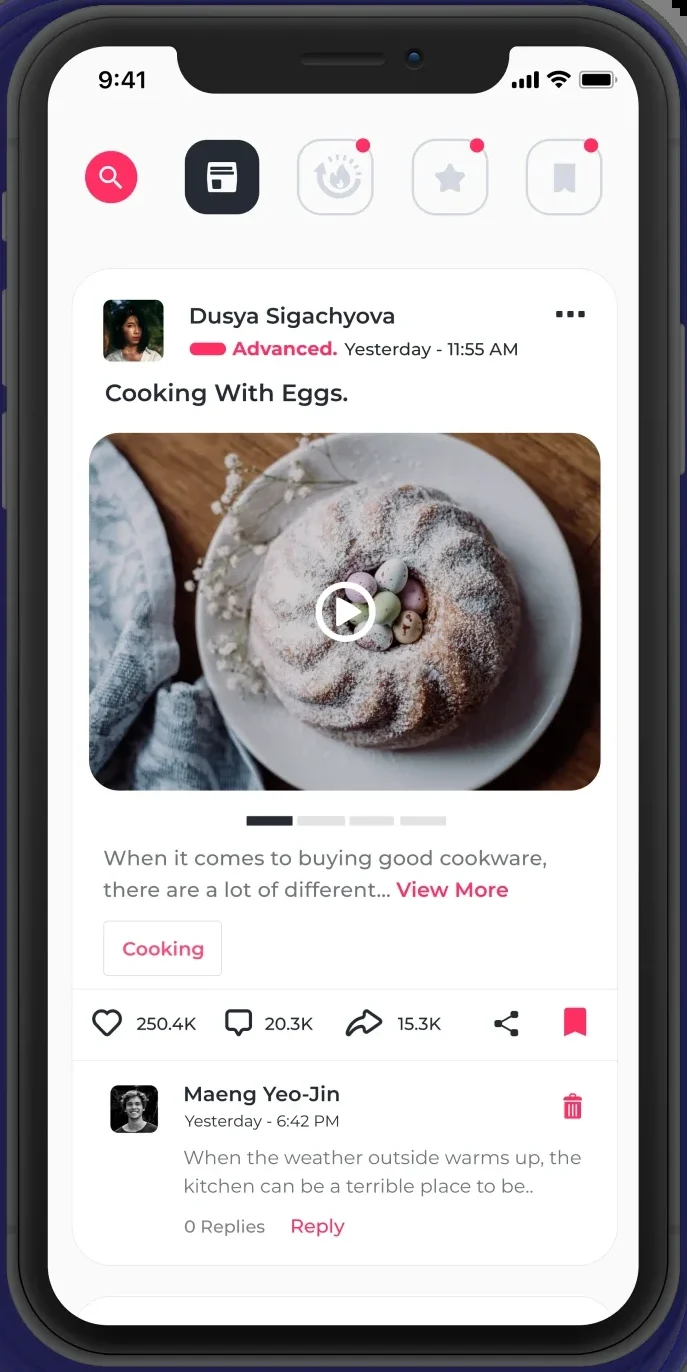 9:41
Dusya Sigachyova
Advanced. Yesterday - 11:55 AM
Cooking With Eggs.
When it comes to buying good cookware,
there are a lot of different... View More
Cooking
250.4K 20.3K 15.3K
Maeng Yeo-Jin
Yesterday - 6:42 PM
When the weather outside warms up, the
kitchen can be a terrible place to be..
0 Replies Reply